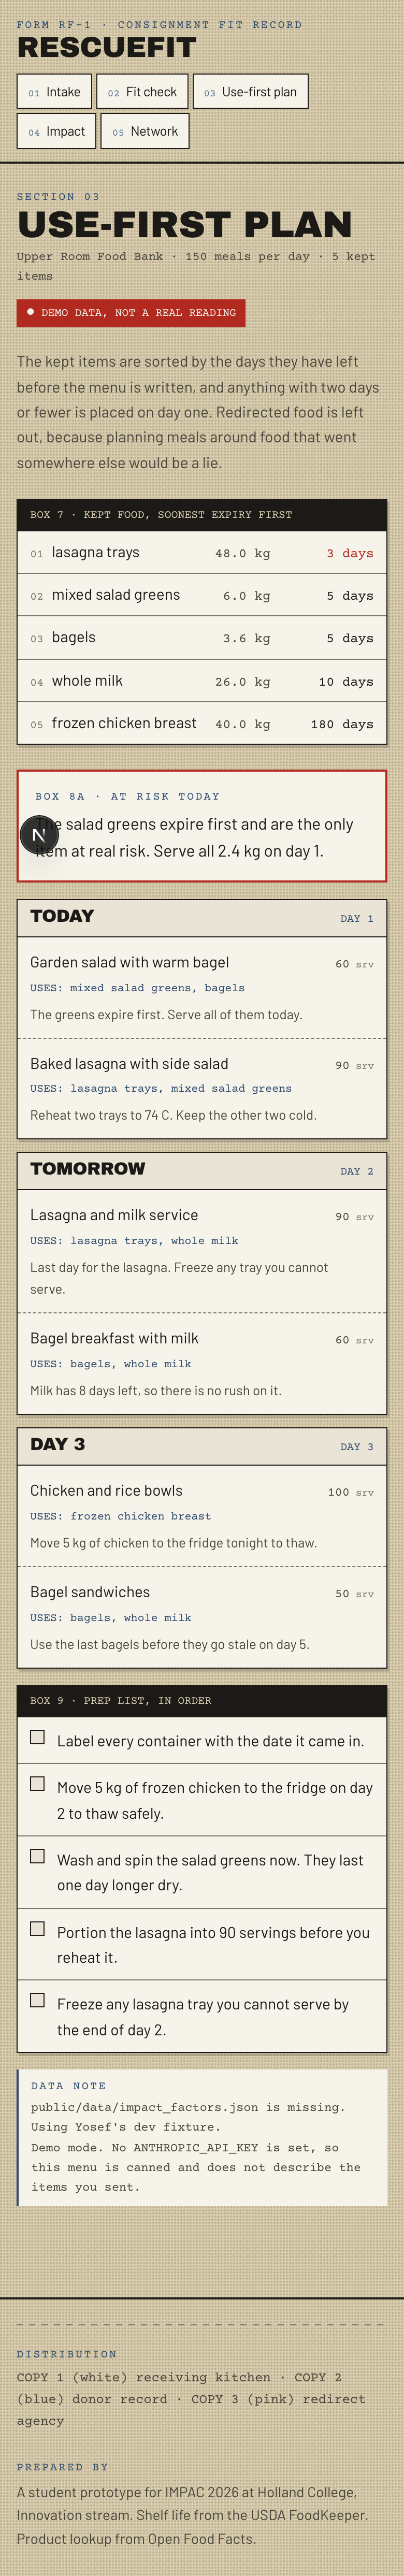 FORM RF-1 · CONSIGNMENT FIT RECORD
RESCUEFIT
01 Intake
02 Fit check
03 Use-first plan
04 Impact
05 Network
SECTION 03
USE-FIRST PLAN
Upper Room Food Bank · 150 meals per day · 5 kept
items
DEMO DATA, NOT A REAL READING
The kept items are sorted by the days they have left
before the menu is written, and anything with two days
or fewer is placed on day one. Redirected food is left
out, because planning meals around food that went
somewhere else would be a lie.
BOX 7 · KEPT FOOD, SOONEST EXPIRY FIRST
01 lasagna trays 48.0 kg 3 days
02 mixed salad greens 6.0 kg 5 days
03 bagels 3.6 kg 5 days
04 whole milk 26.0 kg 10 days
05 frozen chicken breast 40.0 kg 180 days
BOX 8A · AT RISK TODAY
The salad greens expire first and are the only
item at real risk. Serve all 2.4 kg on day 1.
N
TODAY DAY 1
Garden salad with warm bagel 60 srv
USES: mixed salad greens, bagels
The greens expire first. Serve all of them today.
Baked lasagna with side salad 90 srv
USES: lasagna trays, mixed salad greens
Reheat two trays to 74 C. Keep the other two cold.
TOMORROW DAY 2
Lasagna and milk service 90 srv
USES: lasagna trays, whole milk
Last day for the lasagna. Freeze any tray you cannot
serve.
Bagel breakfast with milk 60 srv
USES: bagels, whole milk
Milk has 8 days left, so there is no rush on it.
DAY 3 DAY 3
Chicken and rice bowls 100 srv
USES: frozen chicken breast
Move 5 kg of chicken to the fridge tonight to thaw.
Bagel sandwiches 50 srv
USES: bagels, whole milk
Use the last bagels before they go stale on day 5.
BOX 9 · PREP LIST, IN ORDER
Label every container with the date it came in.
Move 5 kg of frozen chicken to the fridge on day
2 to thaw safely.
Wash and spin the salad greens now. They last
one day longer dry.
Portion the lasagna into 90 servings before you
reheat it.
Freeze any lasagna tray you cannot serve by
the end of day 2.
DATA NOTE
public/data/impact_factors.json is missing.
Using Yosef's dev fixture.
Demo mode. No ANTHROPIC_API_KEY is set, so
this menu is canned and does not describe the
items you sent.
DISTRIBUTION
COPY 1 (white) receiving kitchen · COPY 2
(blue) donor record · COPY 3 (pink) redirect
agency
PREPARED BY
A student prototype for IMPAC 2026 at Holland College,
Innovation stream. Shelf life from the USDA FoodKeeper.
Product lookup from Open Food Facts.